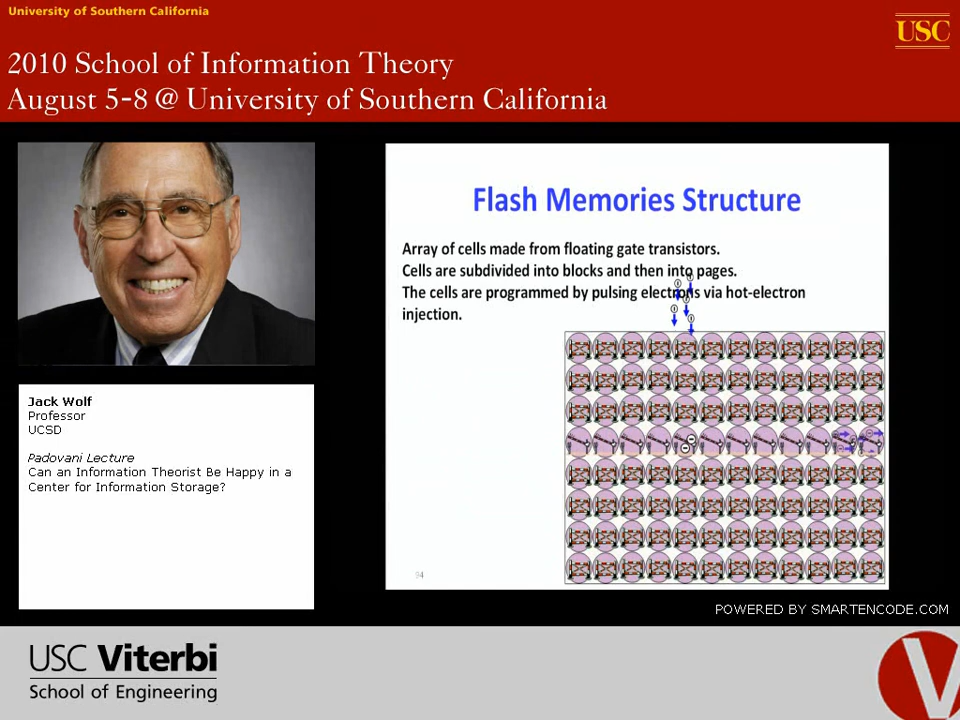 University of Southern California
USC
2010 School of Information Theory
August 5-8 @ University of Southern California
Flash Memories Structure
Array of cells made from floating gate transistors.
Cells are subdivided into blocks and then into pages.
The cells are programmed by pulsing electrons via hot-electron
injection.
94
Jack Wolf
Professor
UCSD
Padovani Lecture
Can an Information Theorist Be Happy in a
Center for Information Storage?
POWERED BY SMARTENCODE.COM
USC Viterbi
School of Engineering
V